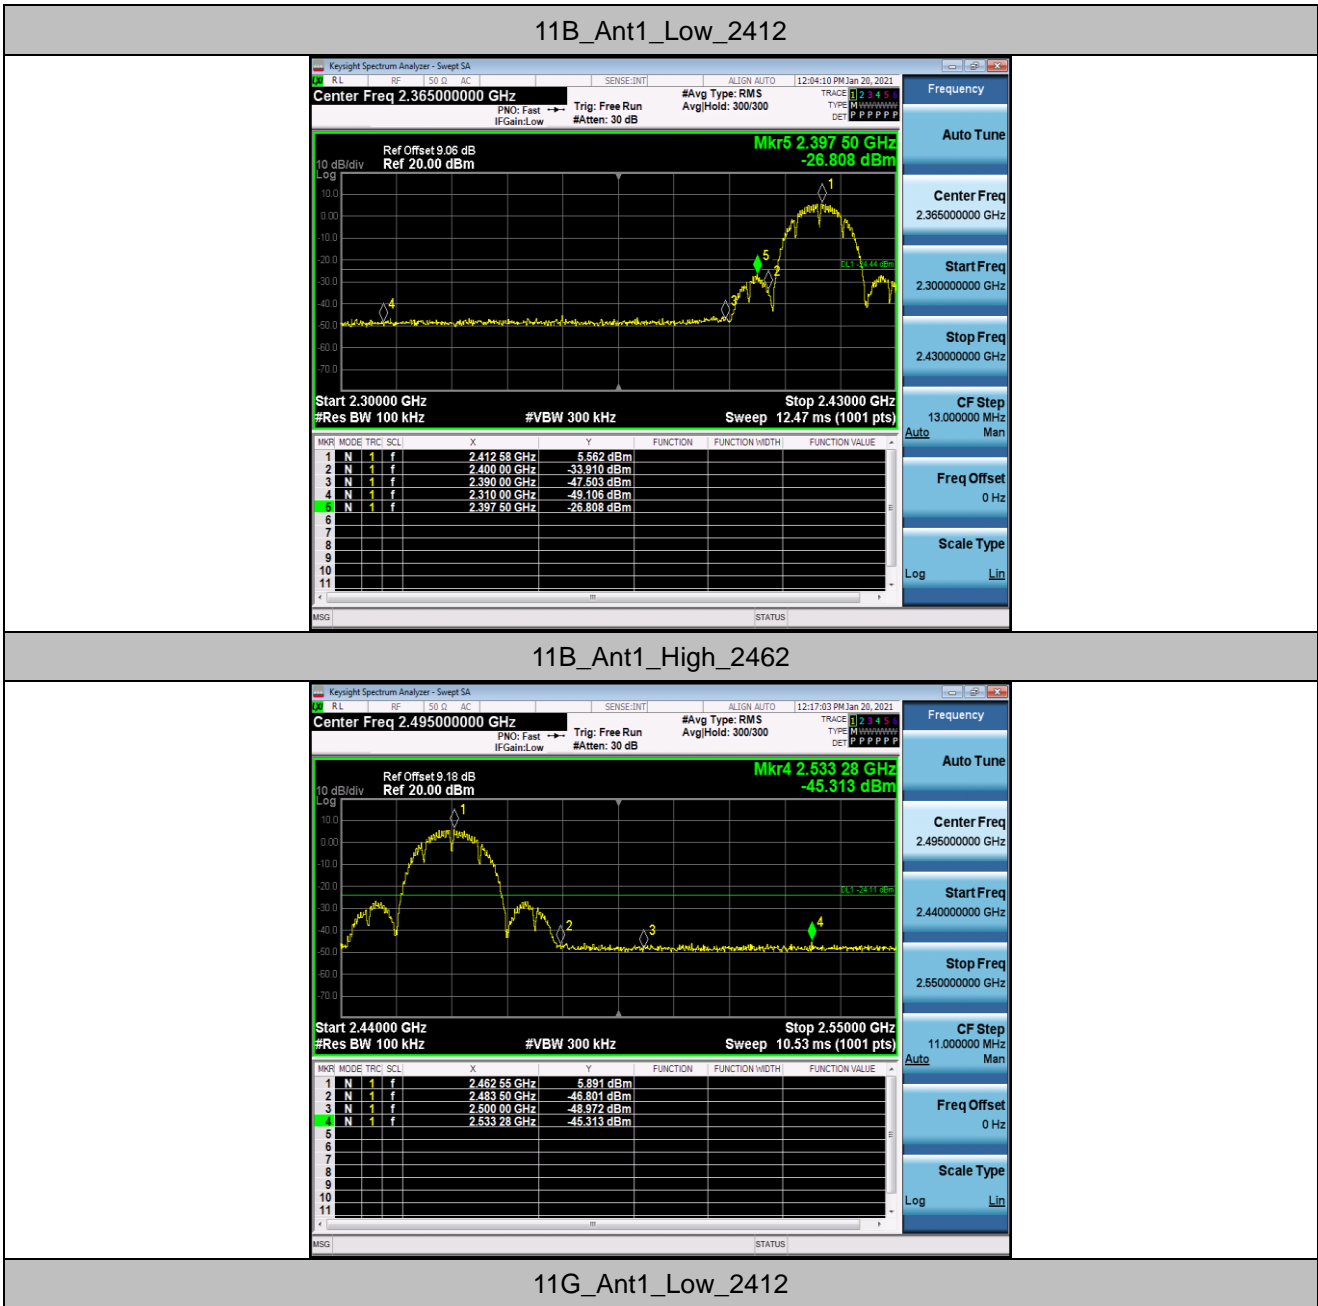 11B_Ant1_Low_2412
Keysight Spectrum Analyzer - Swept SA
RL RF 50 Ω AC SENSE:INT ALIGN AUTO 12:04:10 PM Jan 20, 2021
Center Freq 2.365000000 GHz
PNO: Fast
IFGain:Low
Trig: Free Run
#Atten: 30 dB
#Avg Type: RMS
Avg|Hold: 300/300
TRACE 1 2 3 4 5 6
TYPE M W W W W W
DET P P P P P P
Frequency
Auto Tune
Center Freq
2.365000000 GHz
Start Freq
2.300000000 GHz
Stop Freq
2.430000000 GHz
CF Step
13.000000 MHz
Auto Man
Freq Offset
0 Hz
Scale Type
Log Lin
Mkr5 2.397 50 GHz
-26.808 dBm
Ref Offset 9.06 dB
10 dB/div Ref 20.00 dBm
Log
10.0
0.00
-10.0
-20.0
-30.0
-40.0
-50.0
-60.0
-70.0
1
5
2
3
4
DL1 -24.44 dBm
Start 2.30000 GHz Stop 2.43000 GHz
#Res BW 100 kHz #VBW 300 kHz Sweep 12.47 ms (1001 pts)
MKR MODE TRC SCL X Y FUNCTION FUNCTION WIDTH FUNCTION VALUE
1 N 1 f 2.412 58 GHz 5.562 dBm
2 N 1 f 2.400 00 GHz -33.910 dBm
3 N 1 f 2.390 00 GHz -47.503 dBm
4 N 1 f 2.310 00 GHz -49.106 dBm
5 N 1 f 2.397 50 GHz -26.808 dBm
6
7
8
9
10
11
MSG STATUS
11B_Ant1_High_2462
Keysight Spectrum Analyzer - Swept SA
RL RF 50 Ω AC SENSE:INT ALIGN AUTO 12:17:03 PM Jan 20, 2021
Center Freq 2.495000000 GHz
PNO: Fast
IFGain:Low
Trig: Free Run
#Atten: 30 dB
#Avg Type: RMS
Avg|Hold: 300/300
TRACE 1 2 3 4 5 6
TYPE M W W W W W
DET P P P P P P
Frequency
Auto Tune
Center Freq
2.495000000 GHz
Start Freq
2.440000000 GHz
Stop Freq
2.550000000 GHz
CF Step
11.000000 MHz
Auto Man
Freq Offset
0 Hz
Scale Type
Log Lin
Mkr4 2.533 28 GHz
-45.313 dBm
Ref Offset 9.18 dB
10 dB/div Ref 20.00 dBm
Log
10.0
0.00
-10.0
-20.0
-30.0
-40.0
-50.0
-60.0
-70.0
1
2
3
4
DL1 -24.11 dBm
Start 2.44000 GHz Stop 2.55000 GHz
#Res BW 100 kHz #VBW 300 kHz Sweep 10.53 ms (1001 pts)
MKR MODE TRC SCL X Y FUNCTION FUNCTION WIDTH FUNCTION VALUE
1 N 1 f 2.462 55 GHz 5.891 dBm
2 N 1 f 2.483 50 GHz -46.801 dBm
3 N 1 f 2.500 00 GHz -48.972 dBm
4 N 1 f 2.533 28 GHz -45.313 dBm
5
6
7
8
9
10
11
MSG STATUS
11G_Ant1_Low_2412